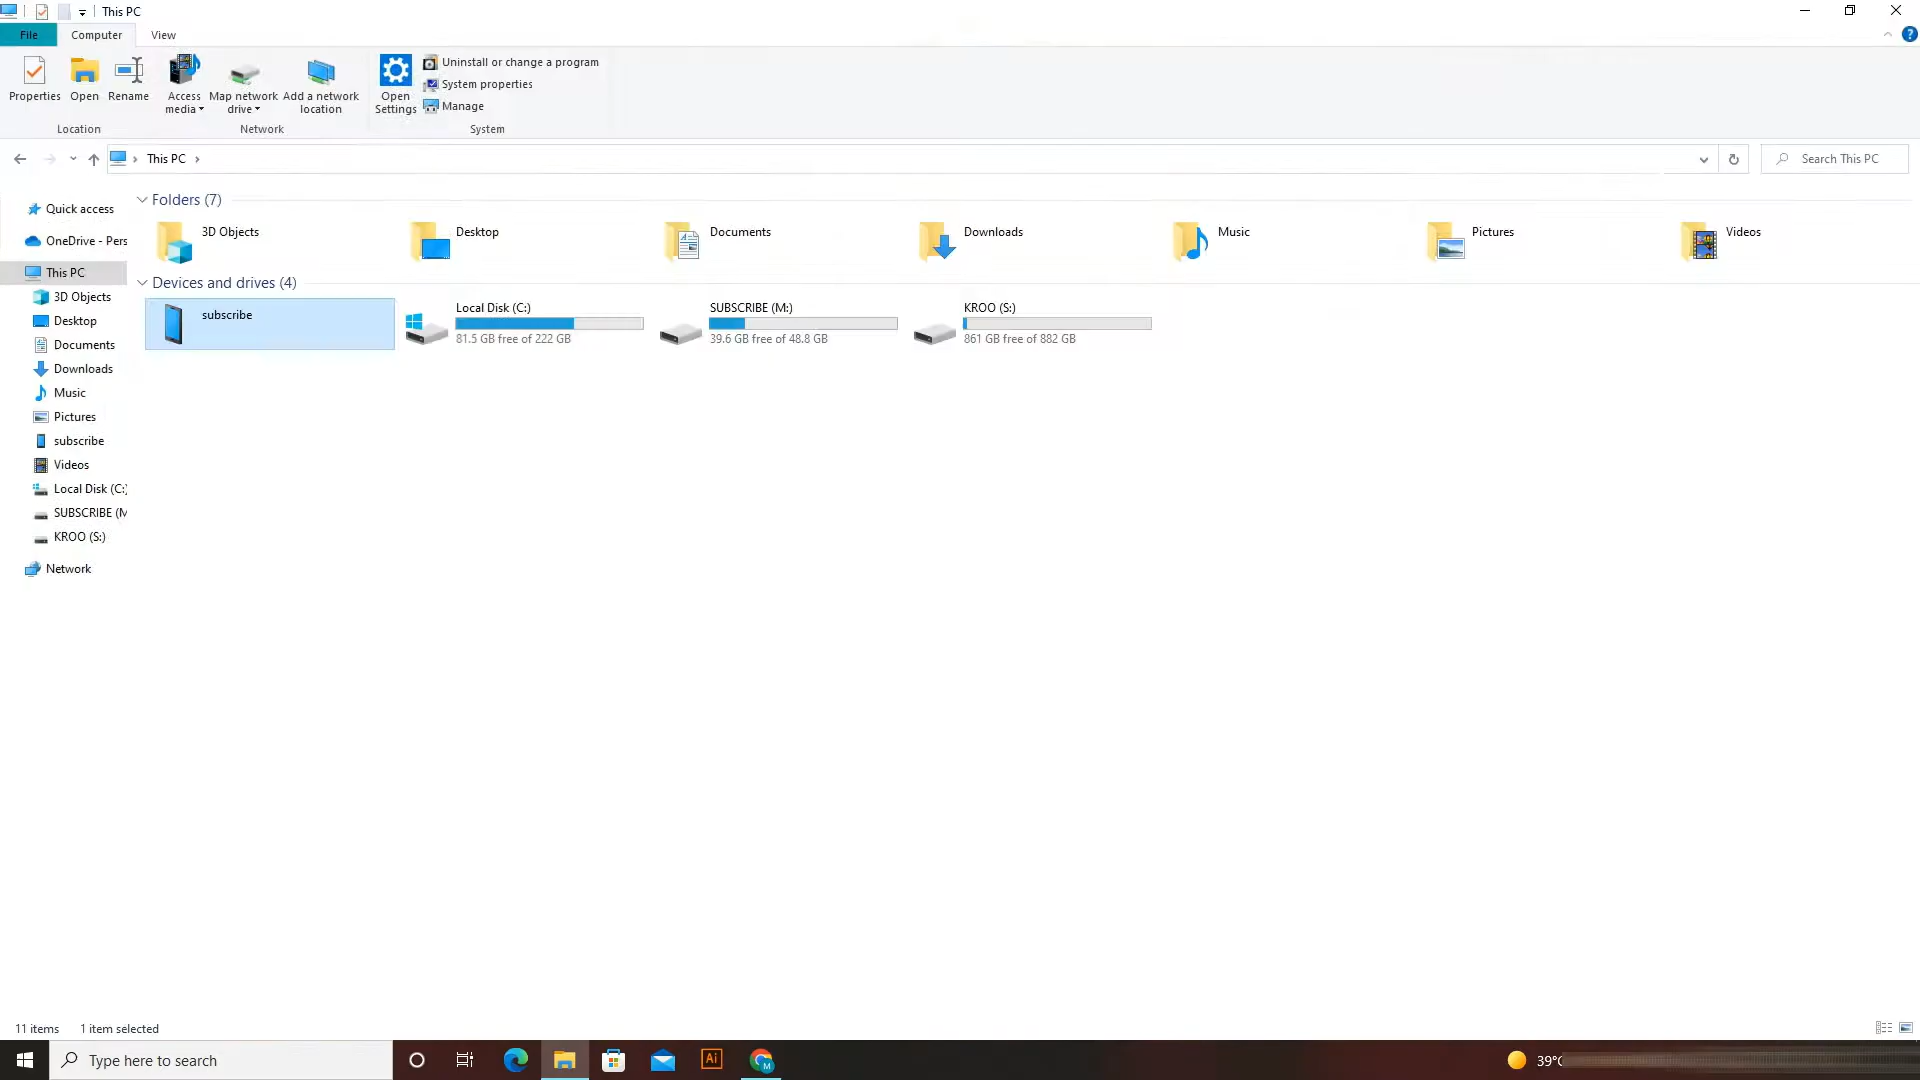 This PC
File Computer View
Properties Open Rename Access media Map network drive Add a network location Open Settings Uninstall or change a program
System properties
Manage
Location Network System
This PC Search This PC
Quick access
OneDrive - Pers
This PC
3D Objects
Desktop
Documents
Downloads
Music
Pictures
subscribe
Videos
Local Disk (C:)
SUBSCRIBE (M
KROO (S:)
Network
Folders (7)
3D Objects Desktop Documents Downloads Music Pictures Videos
Devices and drives (4)
subscribe
Local Disk (C:)
81.5 GB free of 222 GB
SUBSCRIBE (M:)
39.6 GB free of 48.8 GB
KROO (S:)
861 GB free of 882 GB
11 items 1 item selected
Type here to search Ai M 39°C